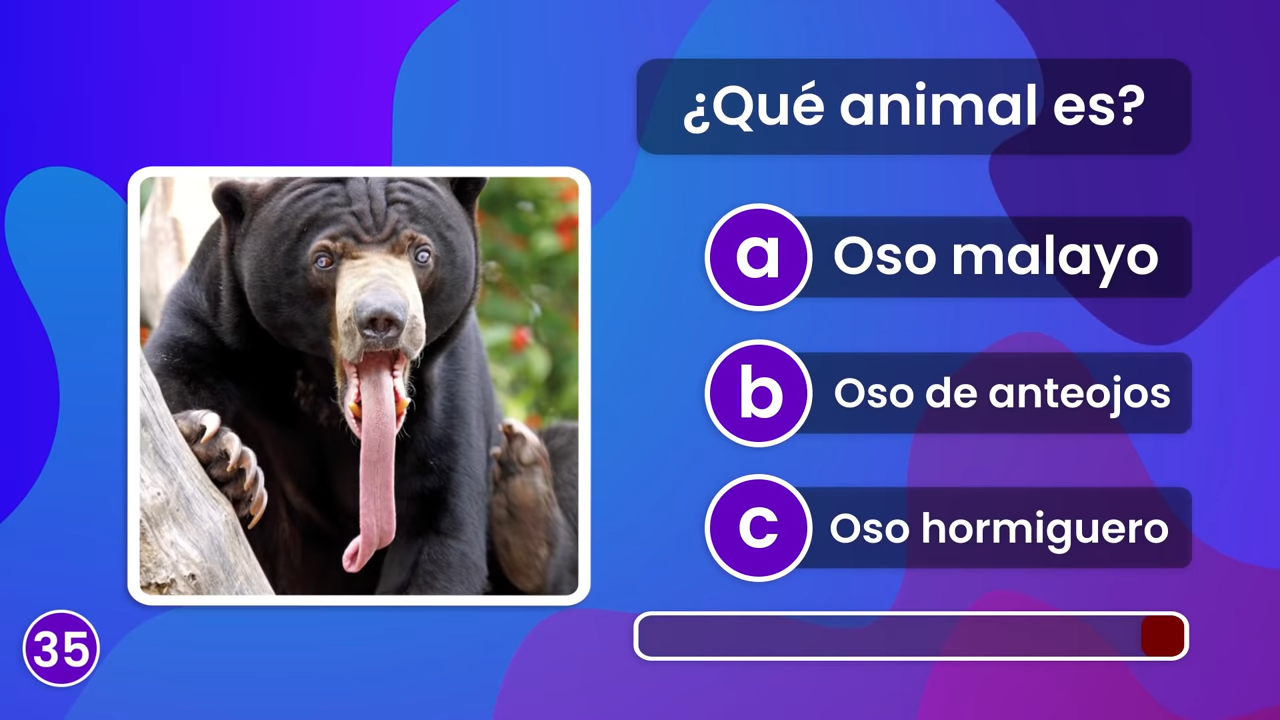 ¿Qué animal es?
a Oso malayo
b Oso de anteojos
c Oso hormiguero
35